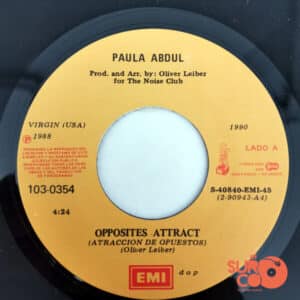 PAULA ABDUL
Prod. and Arr. by: Oliver Leiber
for The Noise Club
VIRGIN (USA)
℗
1988
1990
LADO A
103-0354
S-40840-EMI-45
(2-90943-A4)
4:24
OPPOSITES ATTRACT
(ATRACCION DE OPUESTOS)
(Oliver Leiber)
EMI
d o p
SURCO